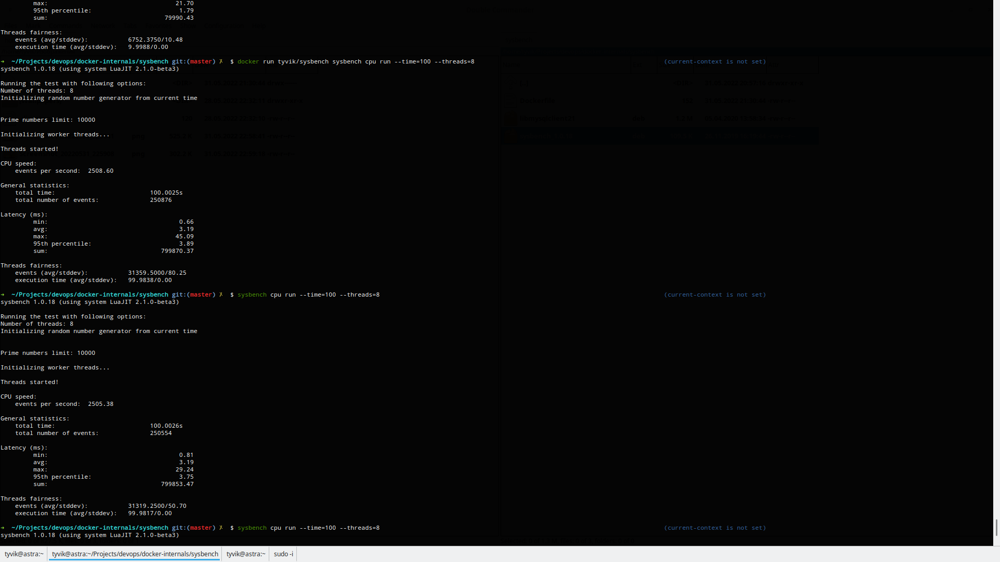 max: 21.70
95th percentile: 1.79
sum: 79990.43
Threads fairness:
events (avg/stddev): 6752.3750/10.48
execution time (avg/stddev): 9.9988/0.00
→ ~/Projects/devops/docker-internals/sysbench git:(master) ✗ $ docker run tyvik/sysbench sysbench cpu run --time=100 --threads=8 (current-context is not set)
sysbench 1.0.18 (using system LuaJIT 2.1.0-beta3)
Running the test with following options:
Number of threads: 8
Initializing random number generator from current time
Prime numbers limit: 10000
Initializing worker threads...
Threads started!
CPU speed:
events per second: 2508.60
General statistics:
total time: 100.0025s
total number of events: 250876
Latency (ms):
min: 0.66
avg: 3.19
max: 45.09
95th percentile: 3.89
sum: 799870.37
Threads fairness:
events (avg/stddev): 31359.5000/80.25
execution time (avg/stddev): 99.9838/0.00
→ ~/Projects/devops/docker-internals/sysbench git:(master) ✗ $ sysbench cpu run --time=100 --threads=8 (current-context is not set)
sysbench 1.0.18 (using system LuaJIT 2.1.0-beta3)
Running the test with following options:
Number of threads: 8
Initializing random number generator from current time
Prime numbers limit: 10000
Initializing worker threads...
Threads started!
CPU speed:
events per second: 2505.38
General statistics:
total time: 100.0026s
total number of events: 250554
Latency (ms):
min: 0.81
avg: 3.19
max: 29.24
95th percentile: 3.75
sum: 799853.47
Threads fairness:
events (avg/stddev): 31319.2500/50.70
execution time (avg/stddev): 99.9817/0.00
→ ~/Projects/devops/docker-internals/sysbench git:(master) ✗ $ sysbench cpu run --time=100 --threads=8 (current-context is not set)
sysbench 1.0.18 (using system LuaJIT 2.1.0-beta3)
tyvik@astra:~ tyvik@astra:~/Projects/devops/docker-internals/sysbench tyvik@astra:~ sudo -i